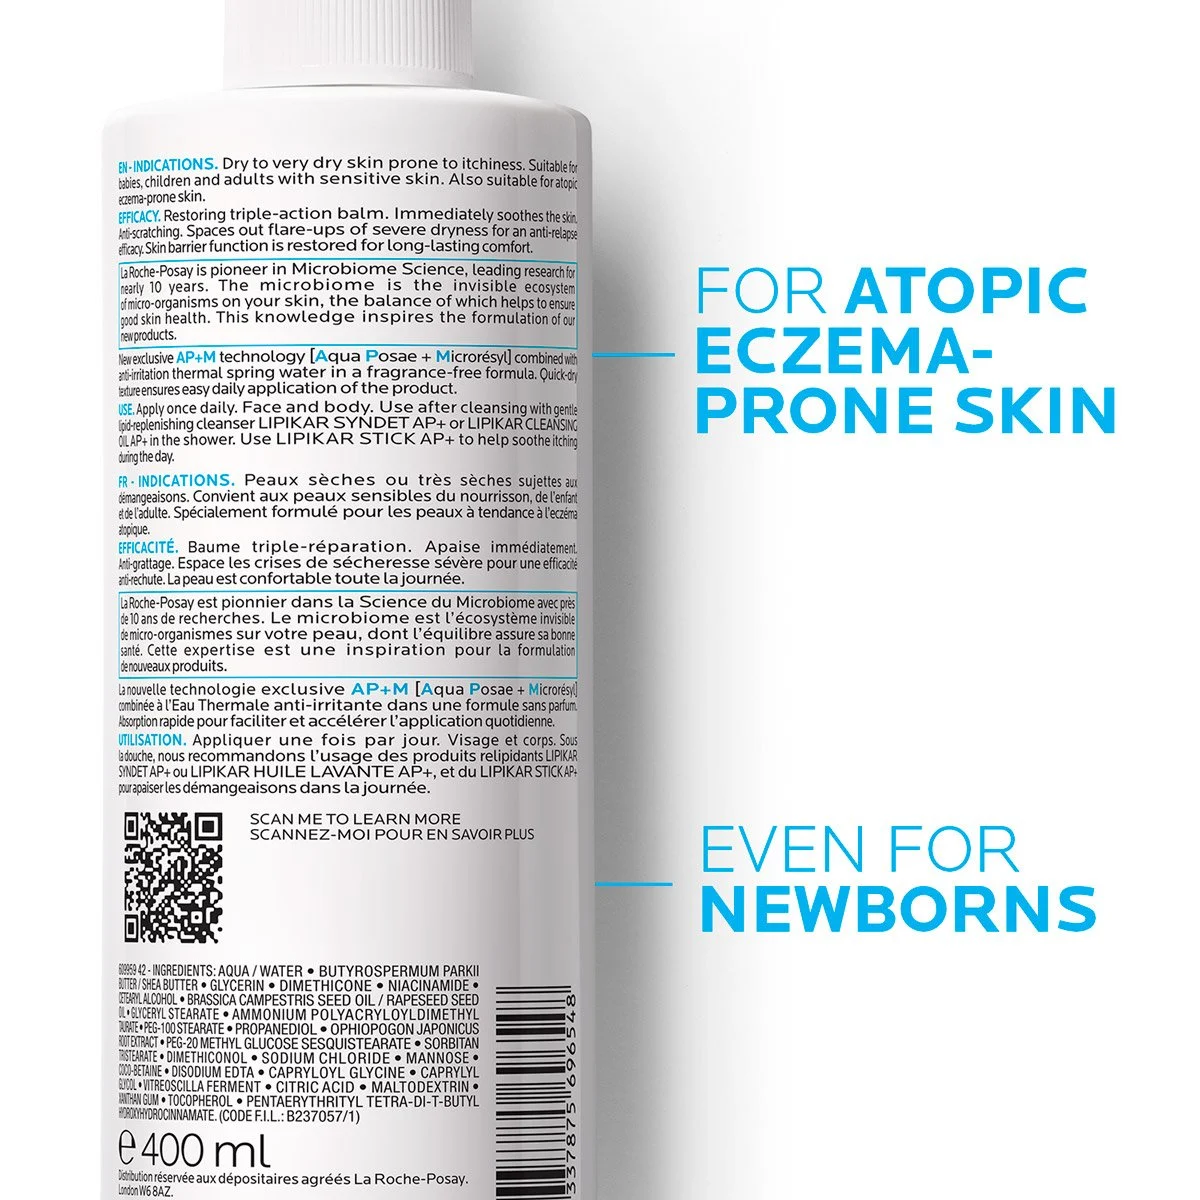 EN - INDICATIONS. Dry to very dry skin prone to itchiness. Suitable for
babies, children and adults with sensitive skin. Also suitable for atopic
eczema-prone skin.
EFFICACY. Restoring triple-action balm. Immediately soothes the skin.
Anti-scratching. Spaces out flare-ups of severe dryness for an anti-relapse
efficacy. Skin barrier function is restored for long-lasting comfort.
La Roche-Posay is pioneer in Microbiome Science, leading research for
nearly 10 years. The microbiome is the invisible ecosystem
of micro-organisms on your skin, the balance of which helps to ensure
good skin health. This knowledge inspires the formulation of our
new products.
New exclusive AP+M technology [Aqua Posae + Microrésyl] combined with
anti-irritation thermal spring water in a fragrance-free formula. Quick-dry
texture ensures easy daily application of the product.
USE. Apply once daily. Face and body. Use after cleansing with gentle
lipid-replenishing cleanser LIPIKAR SYNDET AP+ or LIPIKAR CLEANSING
OIL AP+ in the shower. Use LIPIKAR STICK AP+ to help soothe itching
during the day.
FR - INDICATIONS. Peaux sèches ou très sèches sujettes aux
démangeaisons. Convient aux peaux sensibles du nourrisson, de l'enfant
et de l'adulte. Spécialement formulé pour les peaux à tendance à l'eczéma
atopique.
EFFICACITÉ. Baume triple-réparation. Apaise immédiatement.
Anti-grattage. Espace les crises de sécheresse sévère pour une efficacité
anti-rechute. La peau est confortable toute la journée.
La Roche-Posay est pionnier dans la Science du Microbiome avec près
de 10 ans de recherches. Le microbiome est l'écosystème invisible
de micro-organismes sur votre peau, dont l'équilibre assure sa bonne
santé. Cette expertise est une inspiration pour la formulation
de nouveaux produits.
La nouvelle technologie exclusive AP+M [Aqua Posae + Microrésyl]
combinée à l'Eau Thermale anti-irritante dans une formule sans parfum.
Absorption rapide pour faciliter et accélérer l'application quotidienne.
UTILISATION. Appliquer une fois par jour. Visage et corps. Sous
la douche, nous recommandons l'usage des produits relipidants LIPIKAR
SYNDET AP+ ou LIPIKAR HUILE LAVANTE AP+, et du LIPIKAR STICK AP+
pour apaiser les démangeaisons dans la journée.
SCAN ME TO LEARN MORE
SCANNEZ-MOI POUR EN SAVOIR PLUS
609959 42 - INGREDIENTS: AQUA / WATER • BUTYROSPERMUM PARKII
BUTTER / SHEA BUTTER • GLYCERIN • DIMETHICONE • NIACINAMIDE •
CETEARYL ALCOHOL • BRASSICA CAMPESTRIS SEED OIL / RAPESEED SEED
OIL • GLYCERYL STEARATE • AMMONIUM POLYACRYLOYLDIMETHYL
TAURATE • PEG-100 STEARATE • PROPANEDIOL • OPHIOPOGON JAPONICUS
ROOT EXTRACT • PEG-20 METHYL GLUCOSE SESQUISTEARATE • SORBITAN
TRISTEARATE • DIMETHICONOL • SODIUM CHLORIDE • MANNOSE •
COCO-BETAINE • DISODIUM EDTA • CAPRYLOYL GLYCINE • CAPRYLYL
GLYCOL • VITREOSCILLA FERMENT • CITRIC ACID • MALTODEXTRIN •
XANTHAN GUM • TOCOPHEROL • PENTAERYTHRITYL TETRA-DI-T-BUTYL
HYDROXYHYDROCINNAMATE. (CODE F.I.L.: B237057/1)
e 400 ml
Distribution réservée aux dépositaires agréés La Roche-Posay.
London W6 8AZ.
3337875 696548
FOR ATOPIC
ECZEMA-
PRONE SKIN
EVEN FOR
NEWBORNS